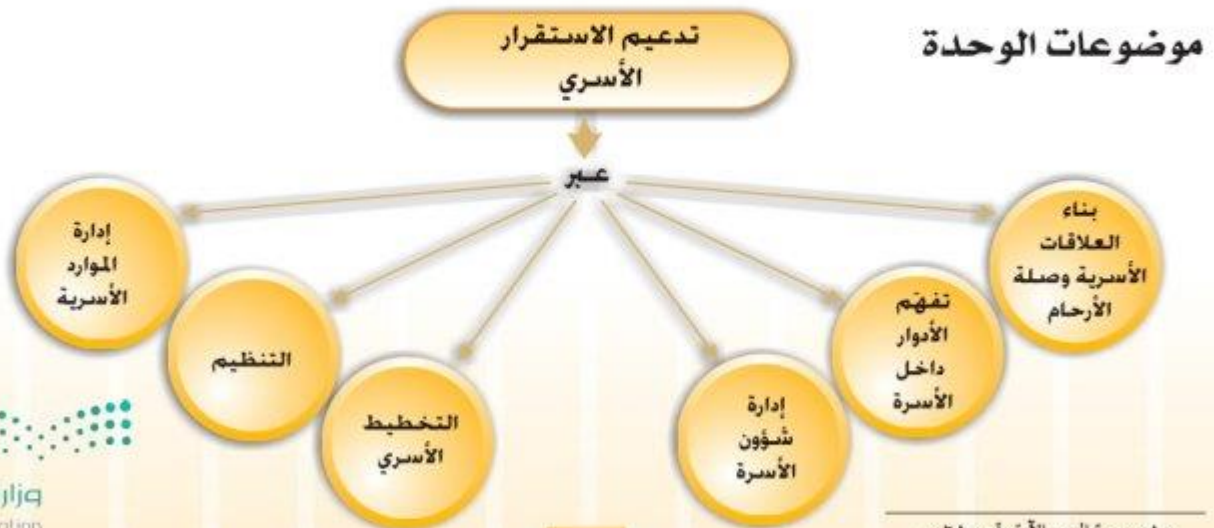 موضوعات الوحدة
تدعيم الاستقرار
الأسري
عبر
بناء
العلاقات
الأسرية وصلة
الأرحام
تفهّم
الأدوار
داخل
الأسرة
إدارة
شؤون
الأسرة
التخطيط
الأسري
التنظيم
إدارة
الموارد
الأسرية